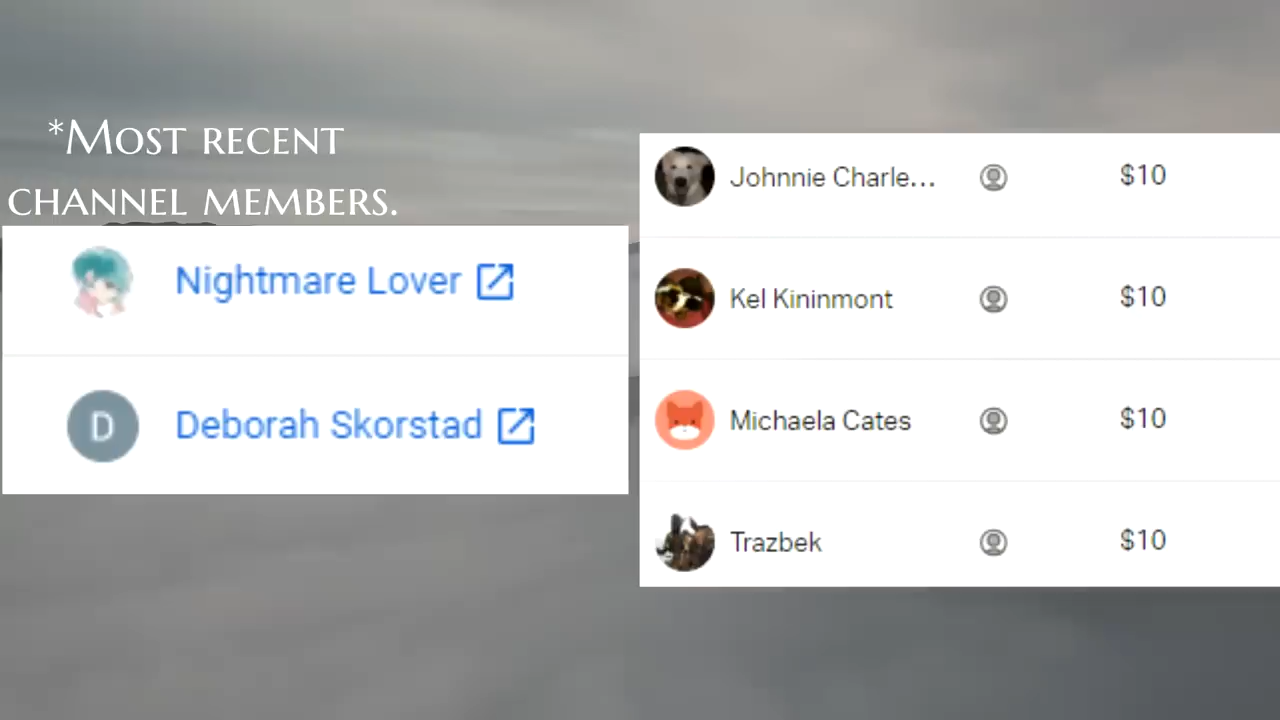 *Most recent
channel members.
Nightmare Lover
D
Deborah Skorstad
Johnnie Charle...
$10
Kel Kininmont
$10
Michaela Cates
$10
Trazbek
$10